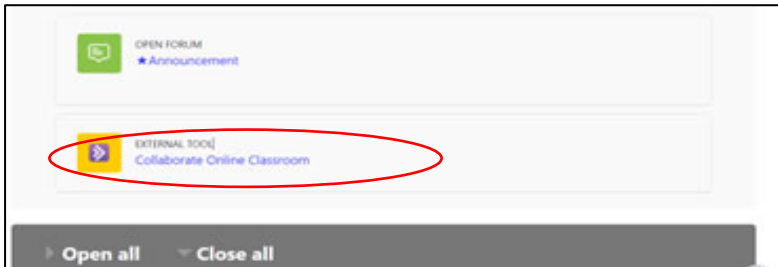 OPEN FORUM
★Announcement
EXTERNAL TOOL
Collaborate Online Classroom
Open all Close all